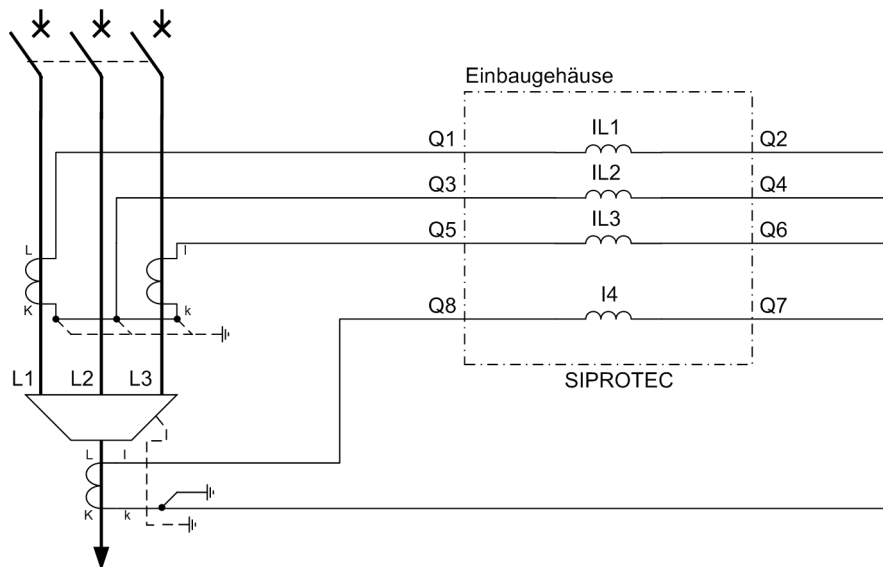 Einbaugehäuse
Q1 IL1 Q2
Q3 IL2 Q4
Q5 IL3 Q6
L l
K k
Q8 I4 Q7
L1 L2 L3
SIPROTEC
L l
K k